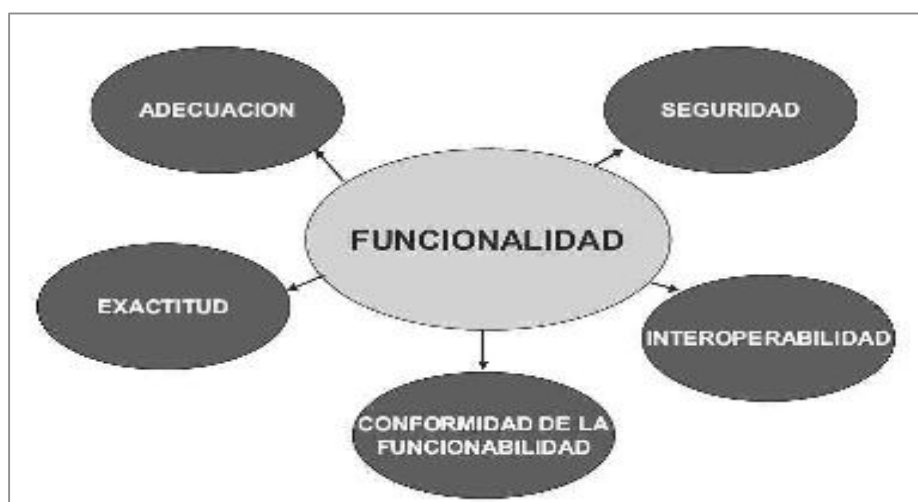 ADECUACION
SEGURIDAD
FUNCIONALIDAD
EXACTITUD
INTEROPERABILIDAD
CONFORMIDAD DE LA
FUNCIONABILIDAD